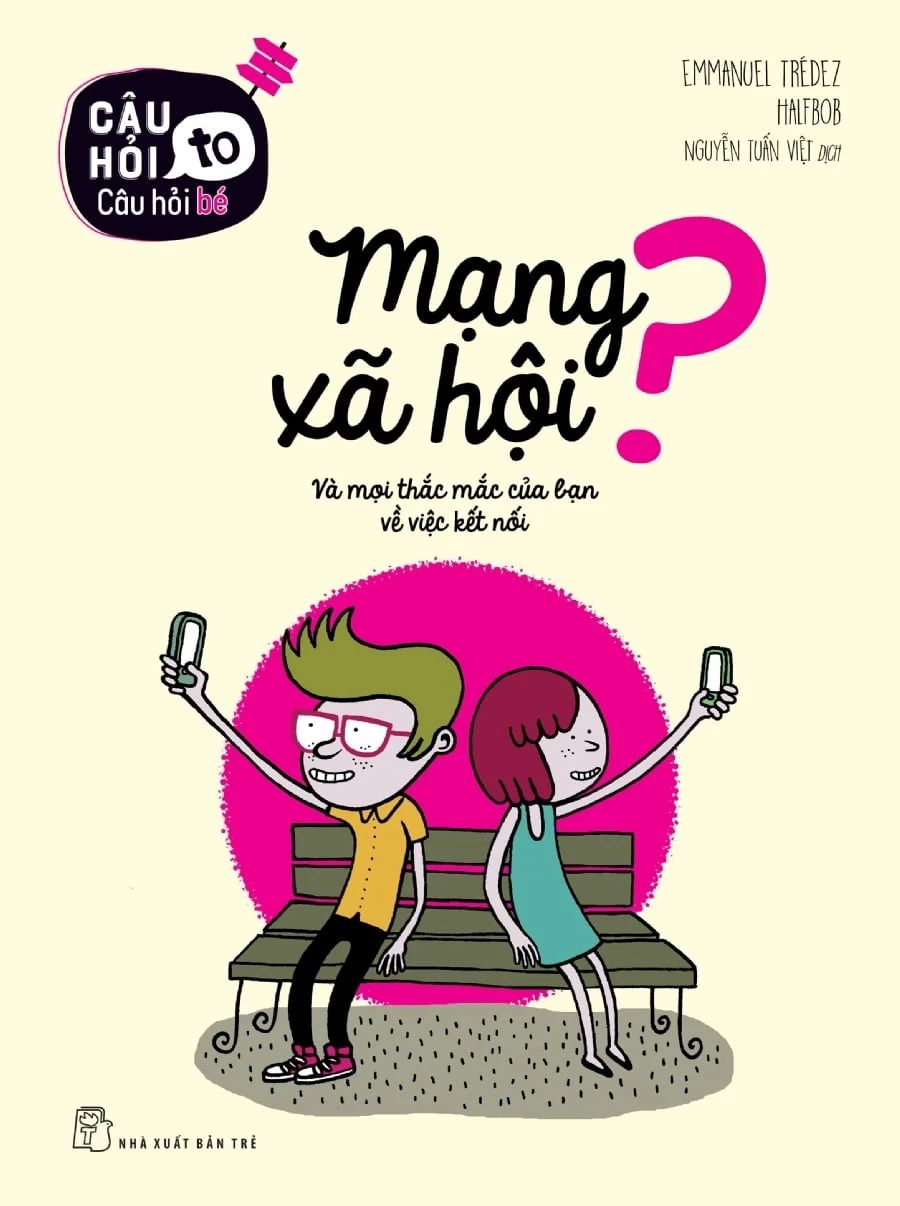 CÂU
HỎI to
Câu hỏi bé
EMMANUEL TRÉDEZ
HALFBOB
NGUYỄN TUẤN VIỆT DỊCH
Mạng
xã hội ?
Và mọi thắc mắc của bạn
về việc kết nối
T
NHÀ XUẤT BẢN TRẺ